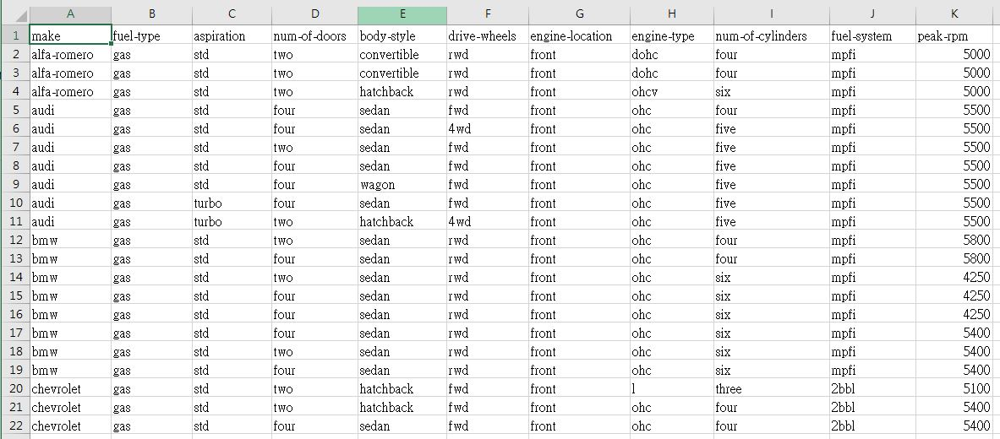 A B C D E F G H I J K
1 make fuel-type aspiration num-of-doors body-style drive-wheels engine-location engine-type num-of-cylinders fuel-system peak-rpm
2 alfa-romero gas std two convertible rwd front dohc four mpfi 5000
3 alfa-romero gas std two convertible rwd front dohc four mpfi 5000
4 alfa-romero gas std two hatchback rwd front ohcv six mpfi 5000
5 audi gas std four sedan fwd front ohc four mpfi 5500
6 audi gas std four sedan 4wd front ohc five mpfi 5500
7 audi gas std two sedan fwd front ohc five mpfi 5500
8 audi gas std four sedan fwd front ohc five mpfi 5500
9 audi gas std four wagon fwd front ohc five mpfi 5500
10 audi gas turbo four sedan fwd front ohc five mpfi 5500
11 audi gas turbo two hatchback 4wd front ohc five mpfi 5500
12 bmw gas std two sedan rwd front ohc four mpfi 5800
13 bmw gas std four sedan rwd front ohc four mpfi 5800
14 bmw gas std two sedan rwd front ohc six mpfi 4250
15 bmw gas std four sedan rwd front ohc six mpfi 4250
16 bmw gas std four sedan rwd front ohc six mpfi 4250
17 bmw gas std four sedan rwd front ohc six mpfi 5400
18 bmw gas std two sedan rwd front ohc six mpfi 5400
19 bmw gas std four sedan rwd front ohc six mpfi 5400
20 chevrolet gas std two hatchback fwd front l three 2bbl 5100
21 chevrolet gas std two hatchback fwd front ohc four 2bbl 5400
22 chevrolet gas std four sedan fwd front ohc four 2bbl 5400